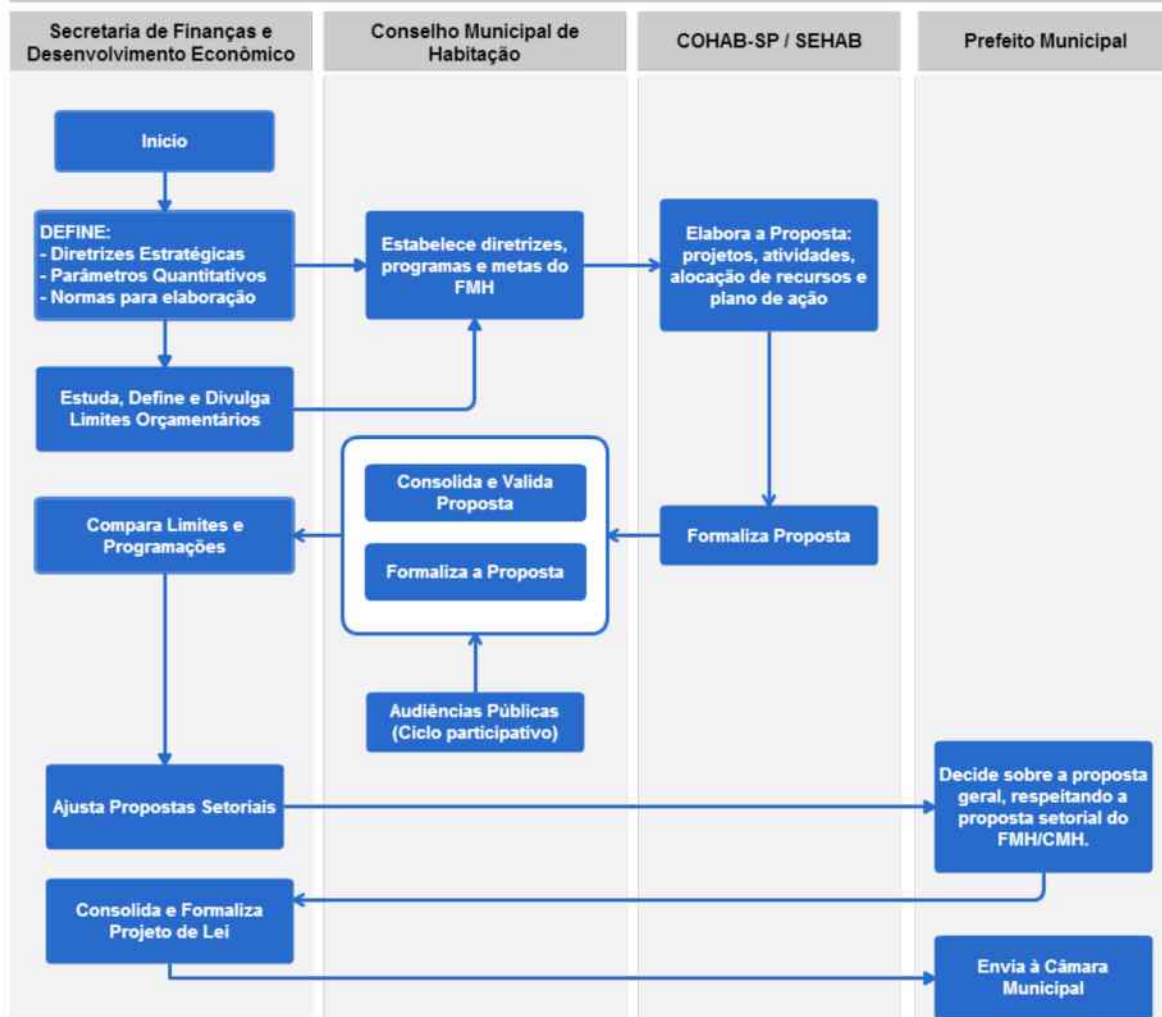 Secretaria de Finanças e
Desenvolvimento Econômico
Conselho Municipal de
Habitação
COHAB-SP / SEHAB
Prefeito Municipal
Início
DEFINE:
- Diretrizes Estratégicas
- Parâmetros Quantitativos
- Normas para elaboração
Estabelece diretrizes,
programas e metas do
FMH
Elabora a Proposta:
projetos, atividades,
alocação de recursos e
plano de ação
Estuda, Define e Divulga
Limites Orçamentários
Consolida e Valida
Proposta
Formaliza a Proposta
Formaliza Proposta
Compara Limites e
Programações
Audiências Públicas
(Ciclo participativo)
Ajusta Propostas Setoriais
Decide sobre a proposta
geral, respeitando a
proposta setorial do
FMH/CMH.
Consolida e Formaliza
Projeto de Lei
Envia à Câmara
Municipal